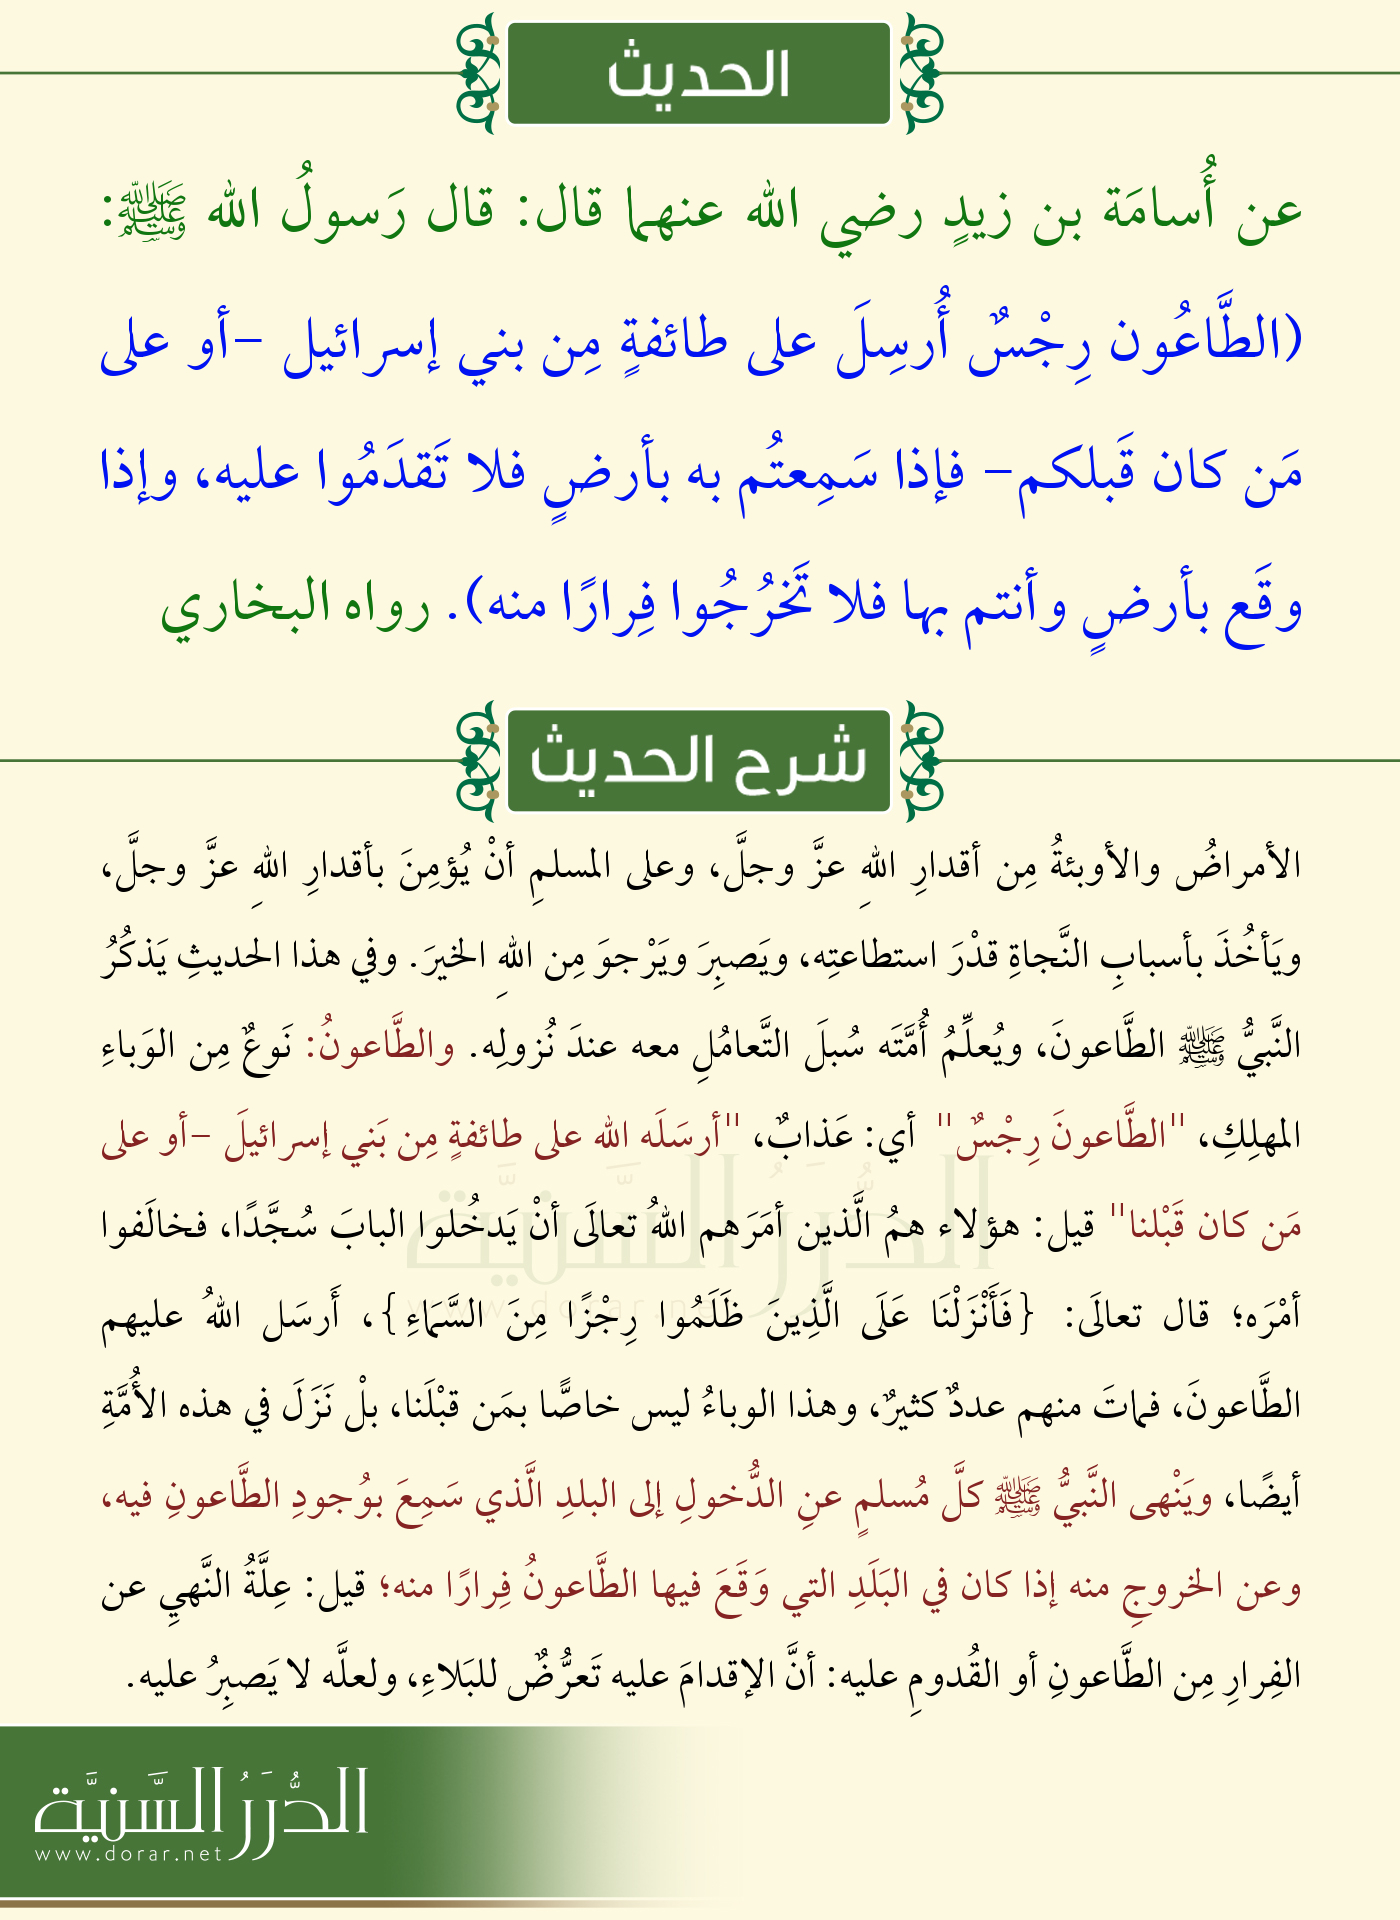 الحديث
عن أُسامَة بن زيدٍ رضي الله عنهما قال: قال رَسولُ الله ﷺ:
(الطَّاعُون رِجْسٌ أُرسِلَ على طائفةٍ مِن بني إسرائيل -أو على
مَن كان قَبلكم- فإذا سَمِعتُم به بأرضٍ فلا تَقدَمُوا عليه، وإذا
وقَع بأرضٍ وأنتم بها فلا تَخرُجُوا فِرارًا منه). رواه البخاري
شرح الحديث
الأمراضُ والأوبئةُ مِن أقدارِ اللهِ عزَّ وجلَّ، وعلى المسلمِ أنْ يُؤمِنَ بأقدارِ اللهِ عزَّ وجلَّ،
ويَأخُذَ بأسبابِ النَّجاةِ قدْرَ استطاعتِه، ويَصبِرَ ويَرْجوَ مِن اللهِ الخيرَ. وفي هذا الحديثِ يَذكُرُ
النَّبيُّ ﷺ الطَّاعونَ، ويُعلِّمُ أُمَّتَه سُبلَ التَّعامُلِ معه عندَ نُزولِه. والطَّاعونُ: نَوعٌ مِن الوَباءِ
المهلِكِ، "الطَّاعونَ رِجْسٌ" أي: عَذابٌ، "أرسَلَه الله على طائفةٍ مِن بَني إسرائيلَ -أو على
مَن كان قَبْلنا" قيل: هؤلاء همُ الَّذين أمَرَهم اللهُ تعالَى أنْ يَدخُلوا البابَ سُجَّدًا، فخالَفوا
أمْرَه؛ قال تعالَى: {فَأَنْزَلْنَا عَلَى الَّذِينَ ظَلَمُوا رِجْزًا مِنَ السَّمَاءِ}، أَرسَل اللهُ عليهم
الطَّاعونَ، فماتَ منهم عددٌ كثيرٌ، وهذا الوباءُ ليس خاصًّا بمَن قبْلَنا، بلْ نَزَلَ في هذه الأُمَّةِ
أيضًا، ويَنْهى النَّبيُّ ﷺ كلَّ مُسلمٍ عنِ الدُّخولِ إلى البلدِ الَّذي سَمِعَ بوُجودِ الطَّاعونِ فيه،
وعن الخروجِ منه إذا كان في البَلَدِ التي وَقَعَ فيها الطَّاعونُ فِرارًا منه؛ قيل: عِلَّةُ النَّهيِ عن
الفِرارِ مِن الطَّاعونِ أو القُدومِ عليه: أنَّ الإقدامَ عليه تَعرُّضٌ للبَلاءِ، ولعلَّه لا يَصبِرُ عليه.
الدُّرَرُ السَّنيَّة
www.dorar.net
الدُّرَرُ السَّنيَّة
www.dorar.net